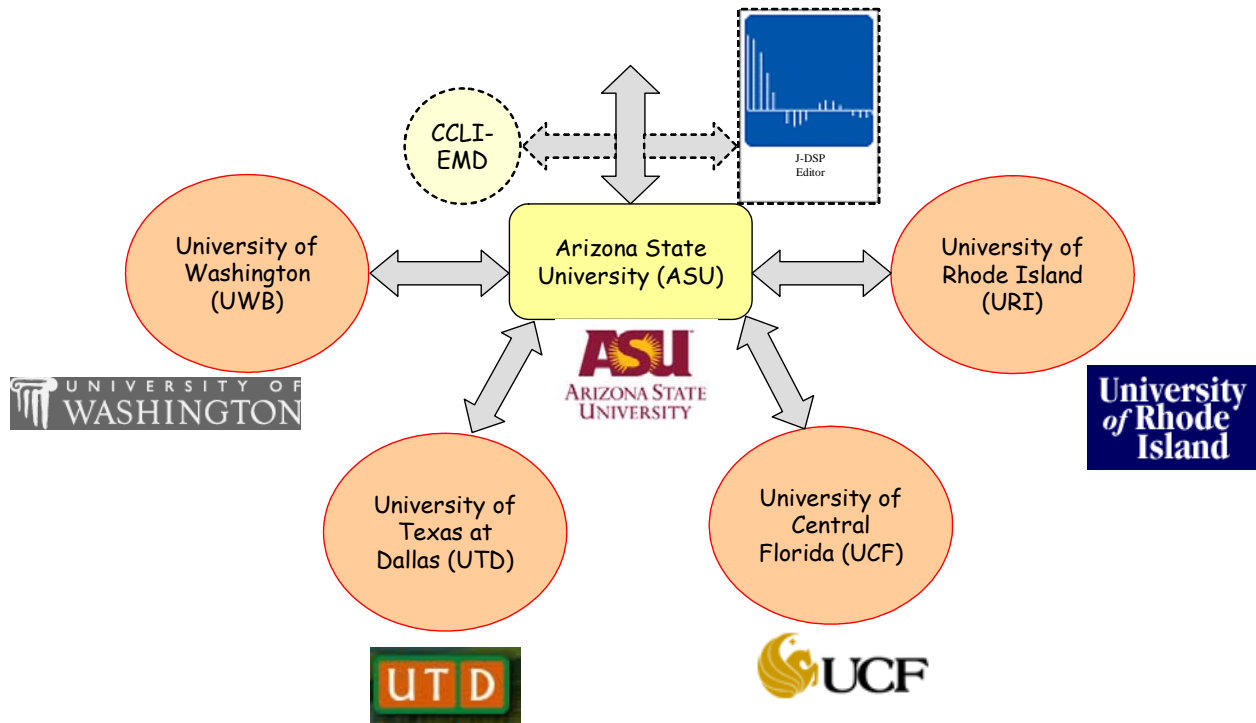 CCLI-
EMD
J-DSP
Editor
University of
Washington
(UWB)
Arizona State
University (ASU)
University of
Rhode Island
(URI)
UNIVERSITY OF
WASHINGTON
ASU
ARIZONA STATE
UNIVERSITY
University
of Rhode
Island
University of
Texas at
Dallas (UTD)
University of
Central
Florida (UCF)
UTD
UCF